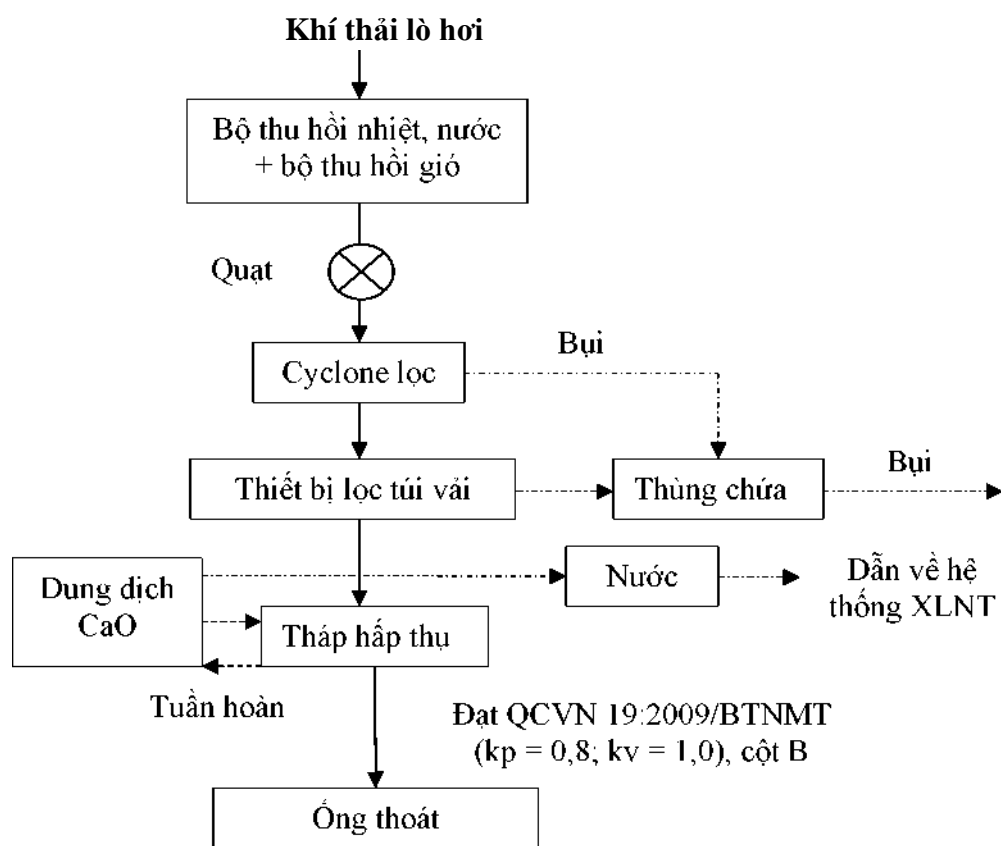 Khí thải lò hơi
Bộ thu hồi nhiệt, nước
+ bộ thu hồi gió
Quạt
Cyclone lọc
Bụi
Thiết bị lọc túi vải
Thùng chứa
Bụi
Dung dịch
CaO
Nước
Dẫn về hệ
thống XLNT
Tháp hấp thụ
Tuần hoàn
Đạt QCVN 19:2009/BTNMT
(kp = 0,8; kv = 1,0), cột B
Ống thoát